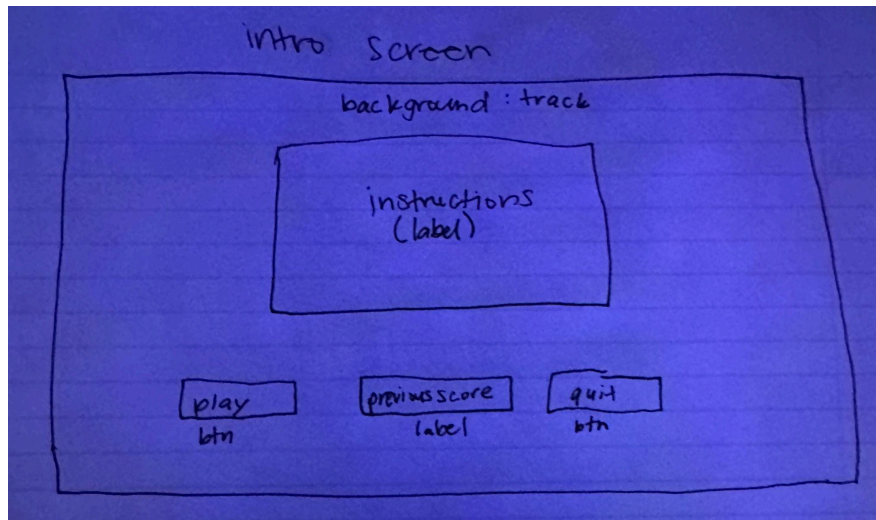 intro screen
background : track
instructions
(label)
play
btn
previous score
label
quit
btn